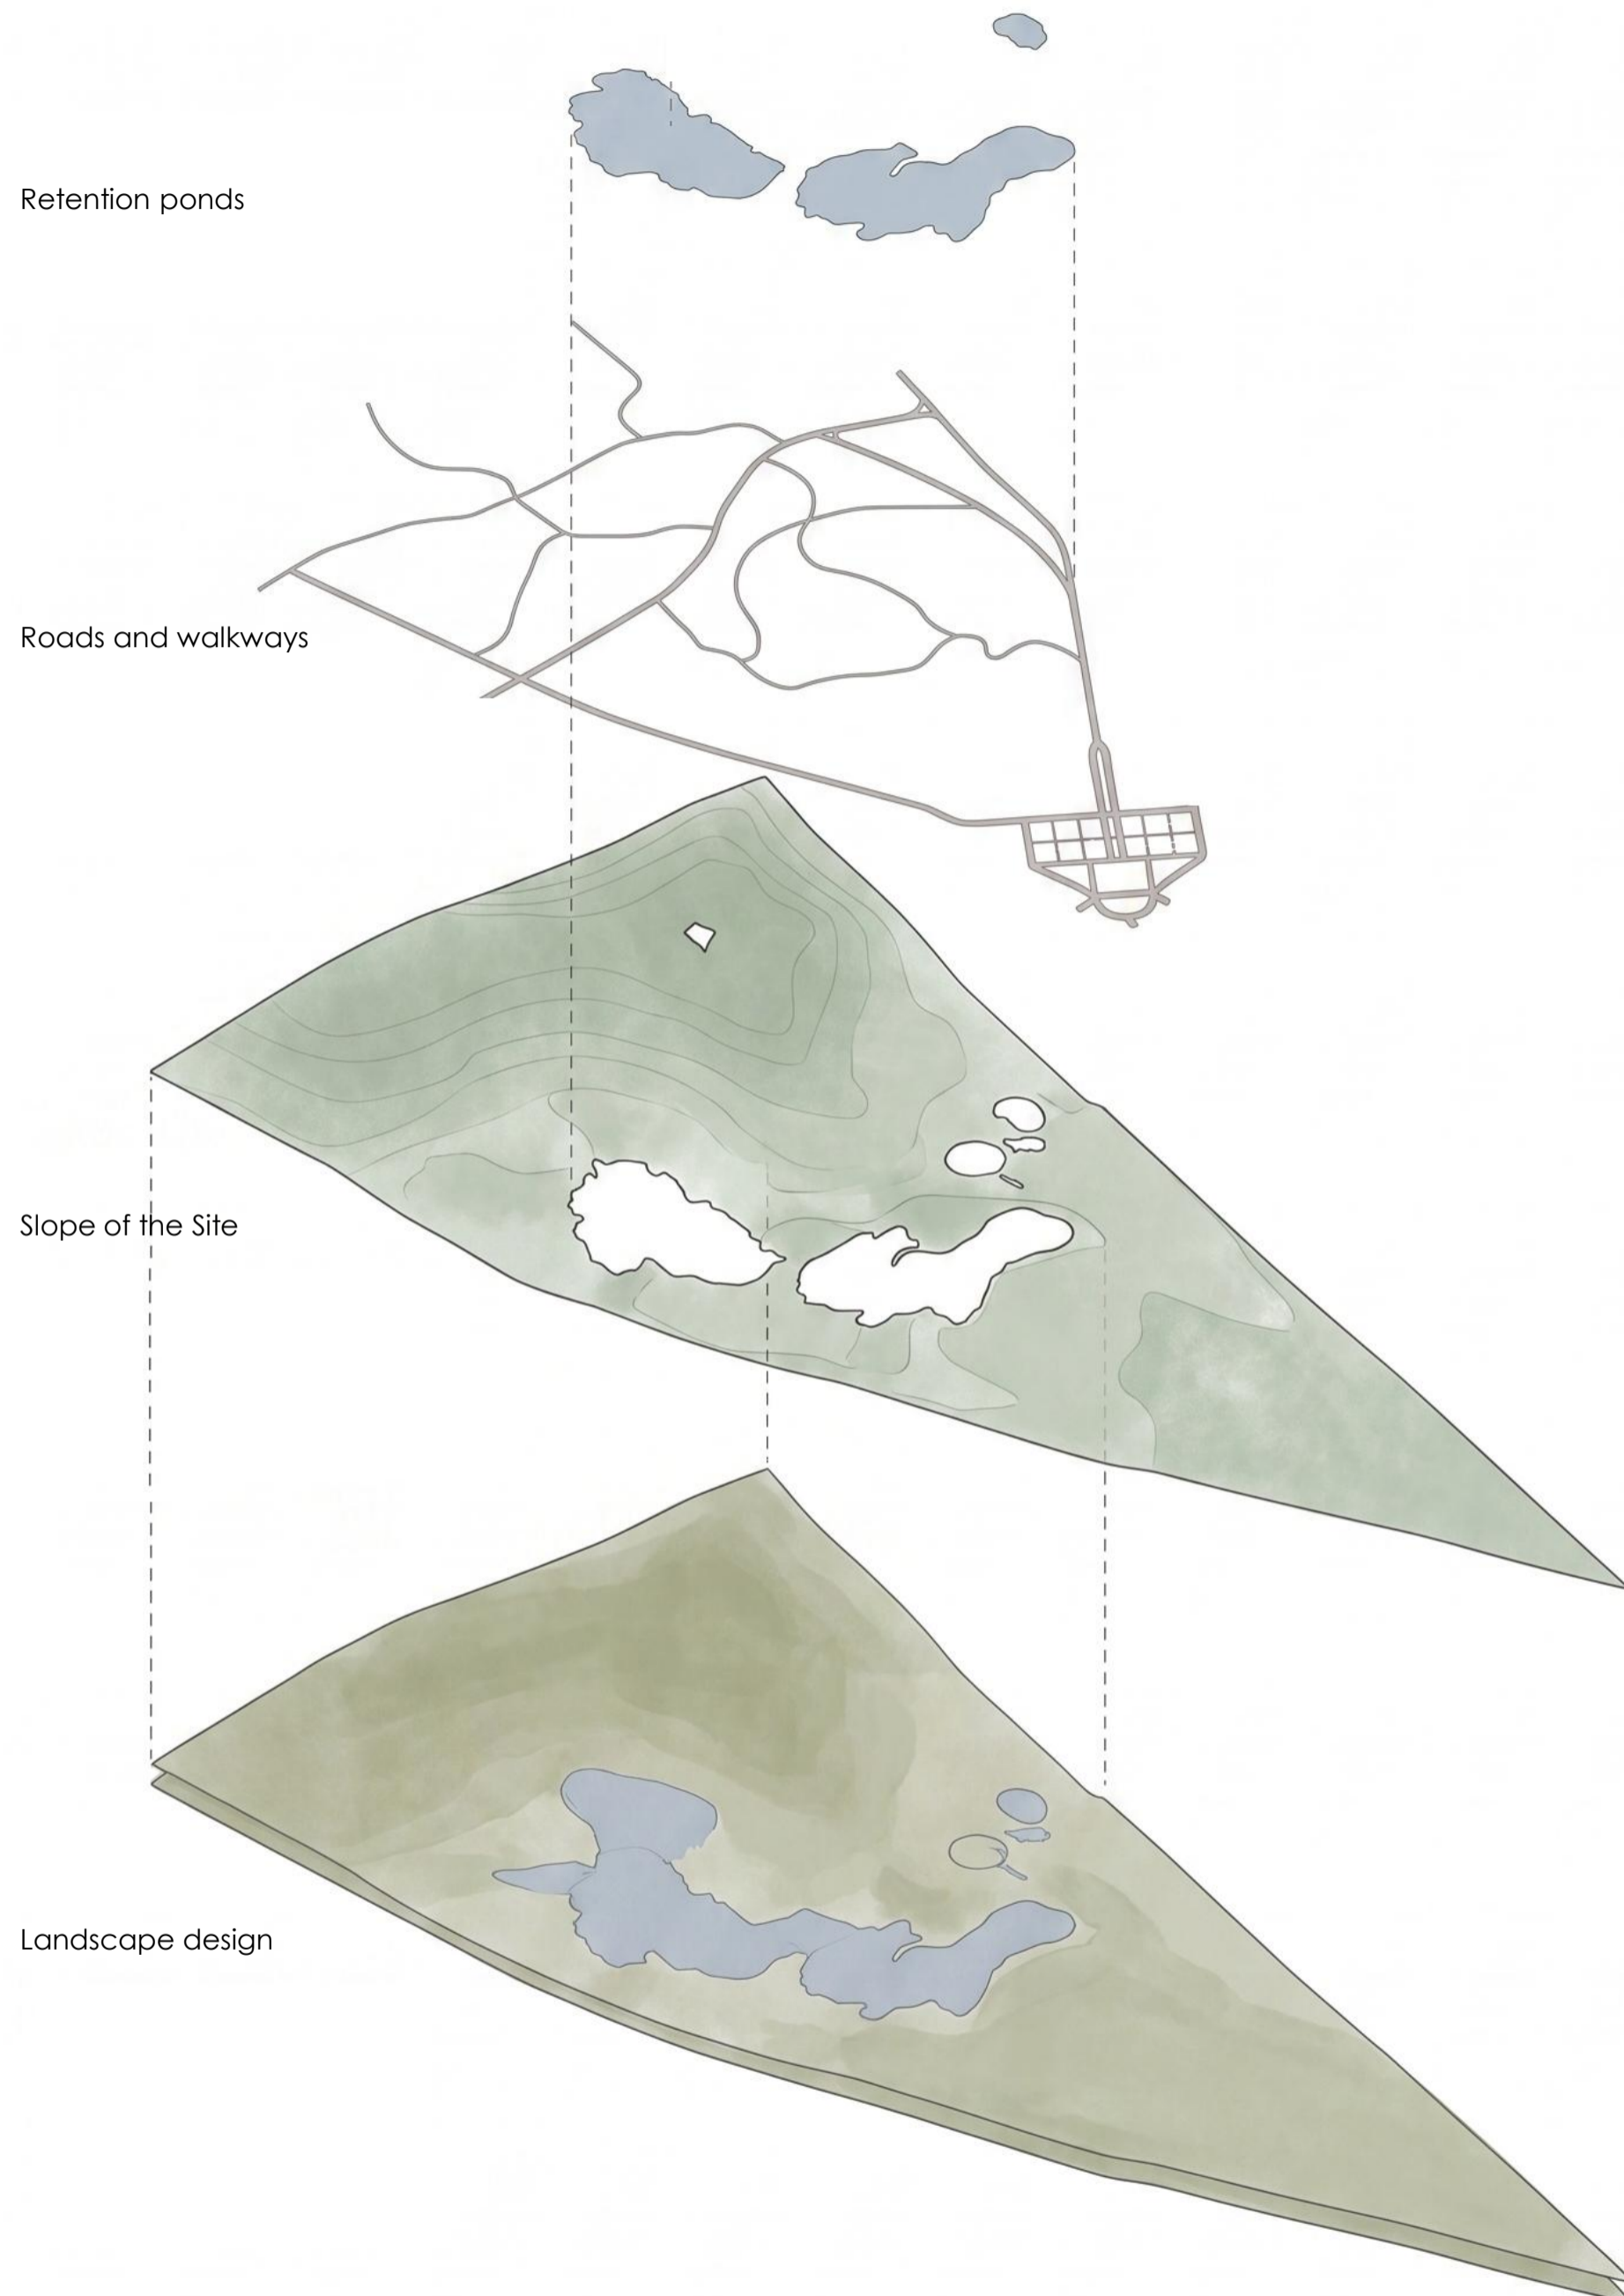 Retention ponds
Roads and walkways
Slope of the Site
Landscape design